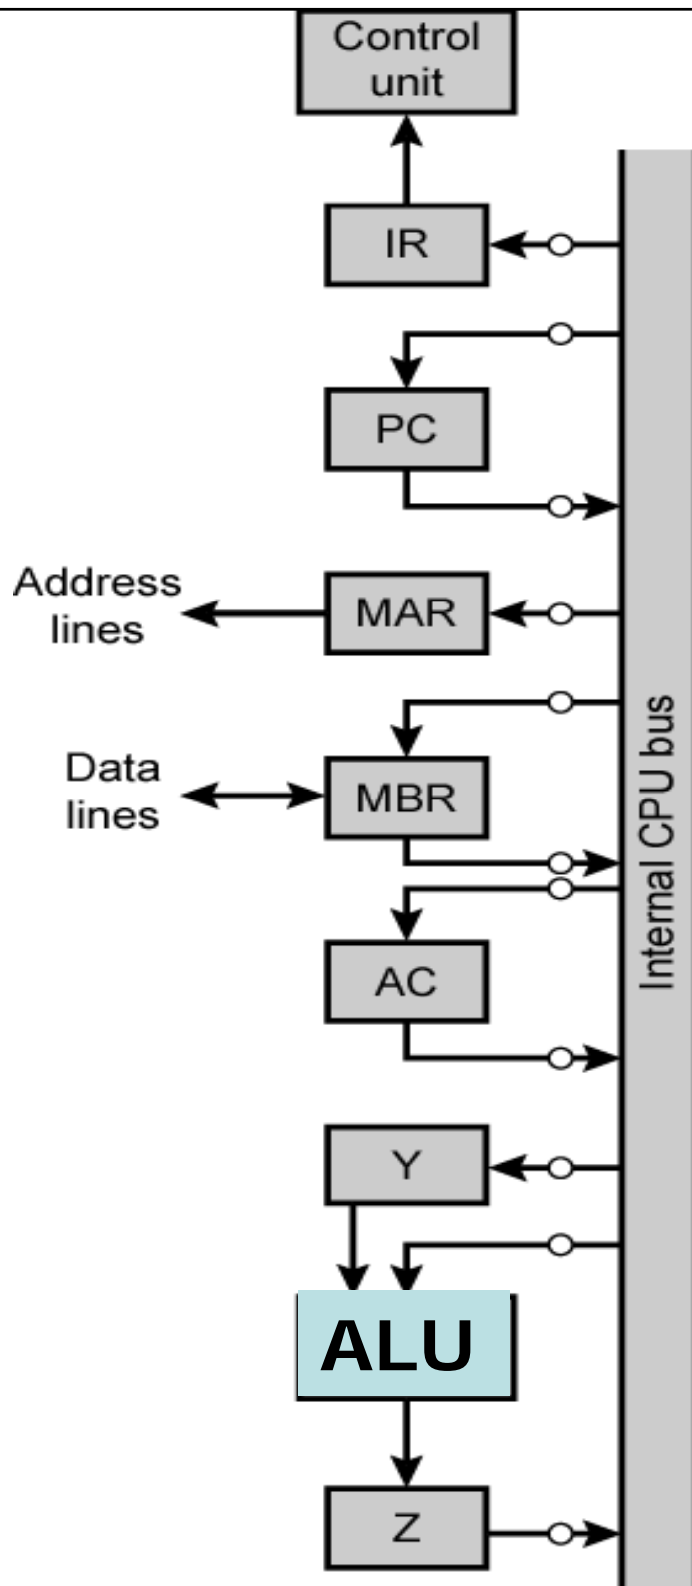 Control
unit
IR
PC
Address
lines
MAR
Data
lines
MBR
Internal CPU bus
AC
Y
ALU
Z